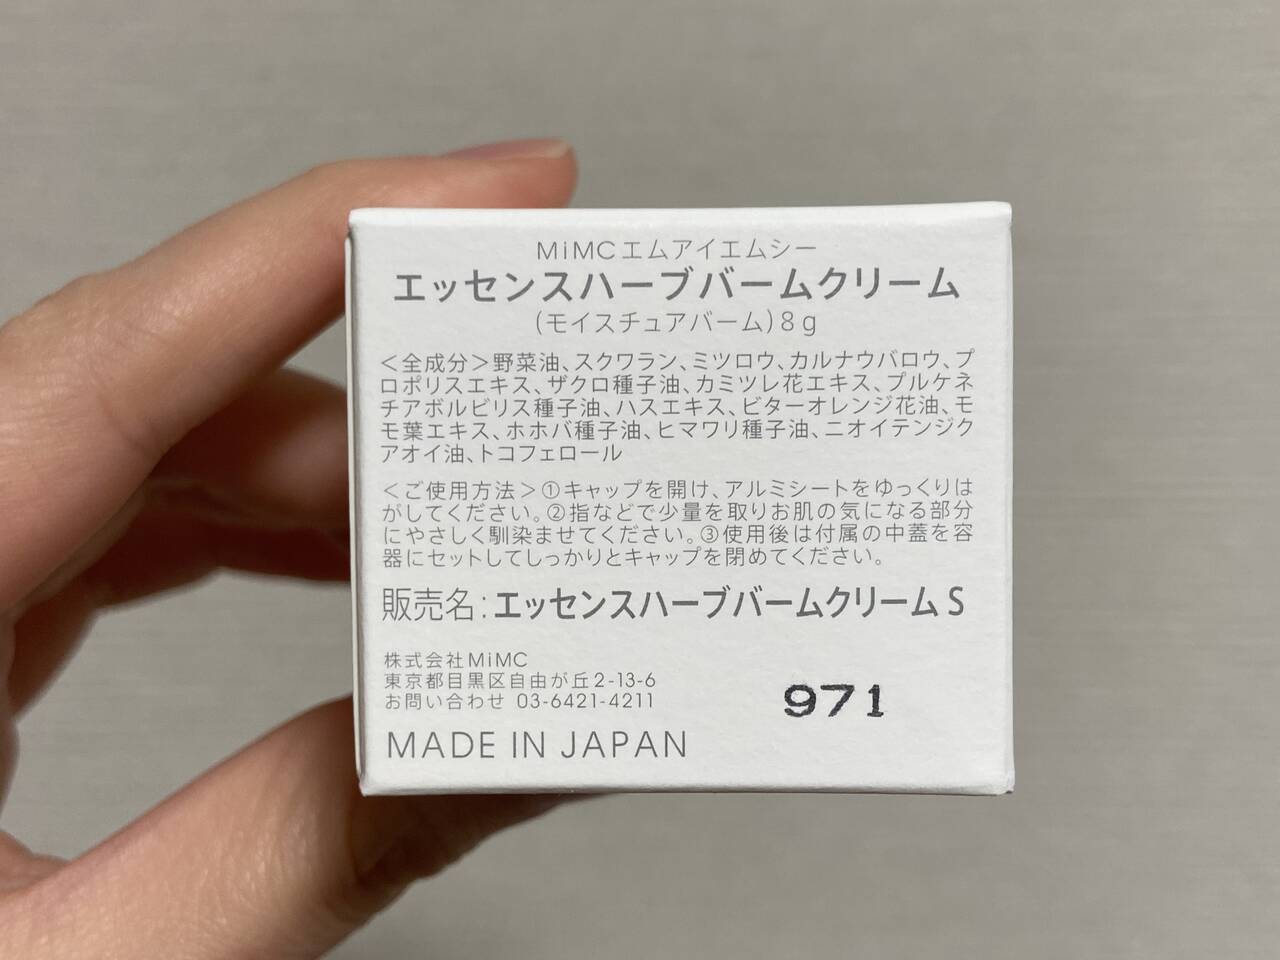 MiMCエムアイエムシー
エッセンスハーブバームクリーム
(モイスチュアバーム)8g
＜全成分＞野菜油、スクワラン、ミツロウ、カルナウバロウ、プ
ロポリスエキス、ザクロ種子油、カミツレ花エキス、プルケネ
チアボルビリス種子油、ハスエキス、ビターオレンジ花油、モ
モ葉エキス、ホホバ種子油、ヒマワリ種子油、ニオイテンジク
アオイ油、トコフェロール
＜ご使用方法＞①キャップを開け、アルミシートをゆっくりは
がしてください。②指などで少量を取りお肌の気になる部分
にやさしく馴染ませてください。③使用後は付属の中蓋を容
器にセットしてしっかりとキャップを閉めてください。
販売名：エッセンスハーブバームクリームS
株式会社MiMC
東京都目黒区自由が丘2-13-6
お問い合わせ 03-6421-4211
971
MADE IN JAPAN